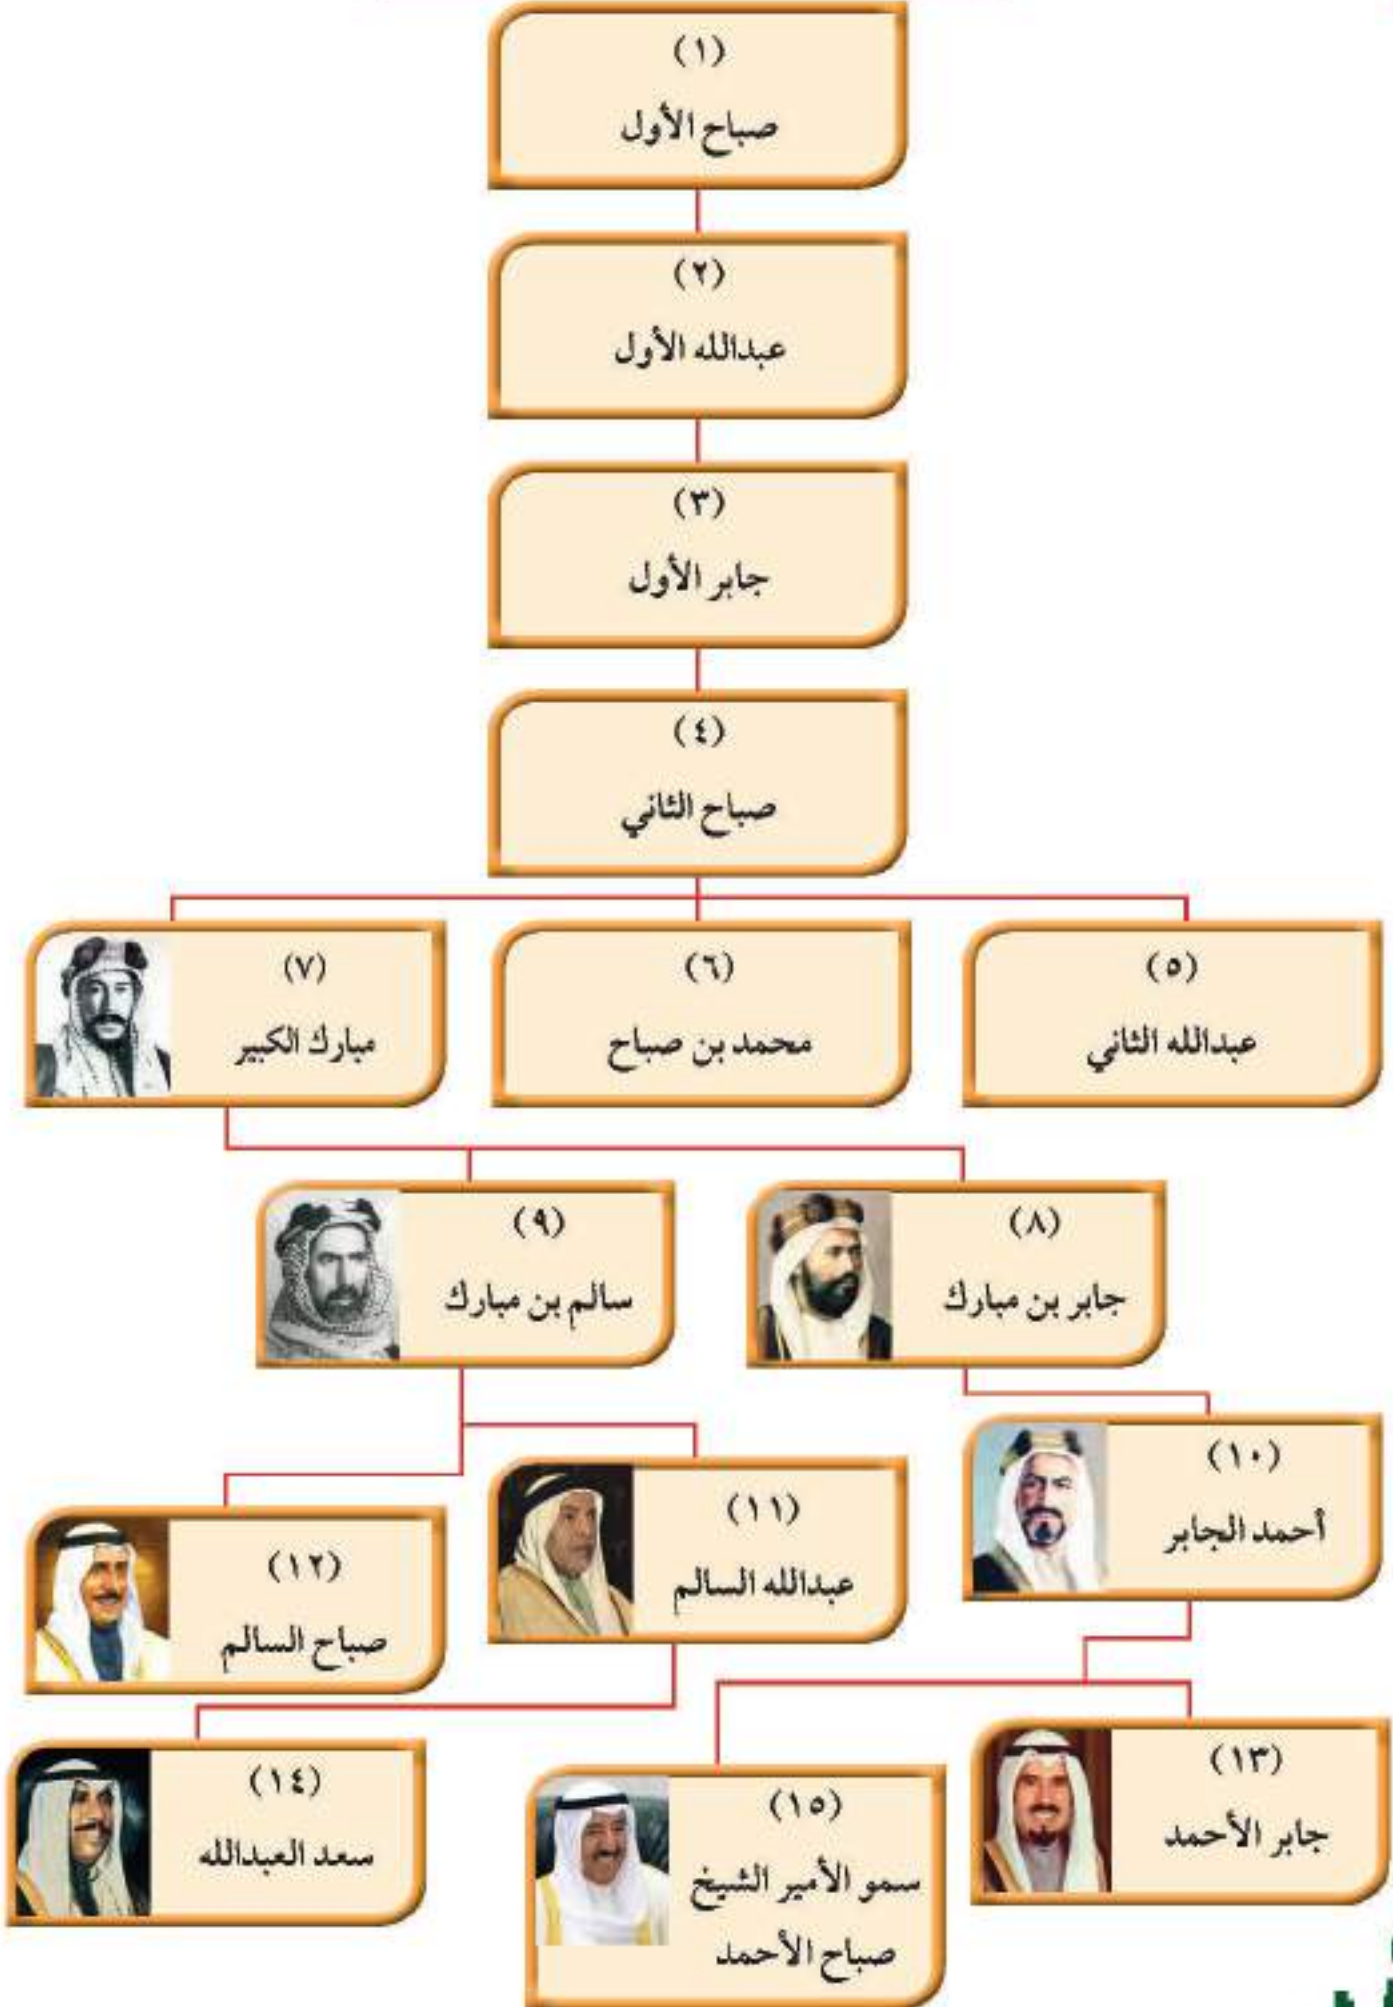 (١)
صباح الأول
(٢)
عبدالله الأول
(٣)
جابر الأول
(٤)
صباح الثاني
(٥)
عبدالله الثاني
(٦)
محمد بن صباح
(٧)
مبارك الكبير
(٨)
جابر بن مبارك
(٩)
سالم بن مبارك
(١٠)
أحمد الجابر
(١١)
عبدالله السالم
(١٢)
صباح السالم
(١٣)
جابر الأحمد
(١٤)
سعد العبدالله
(١٥)
سمو الأمير الشيخ
صباح الأحمد